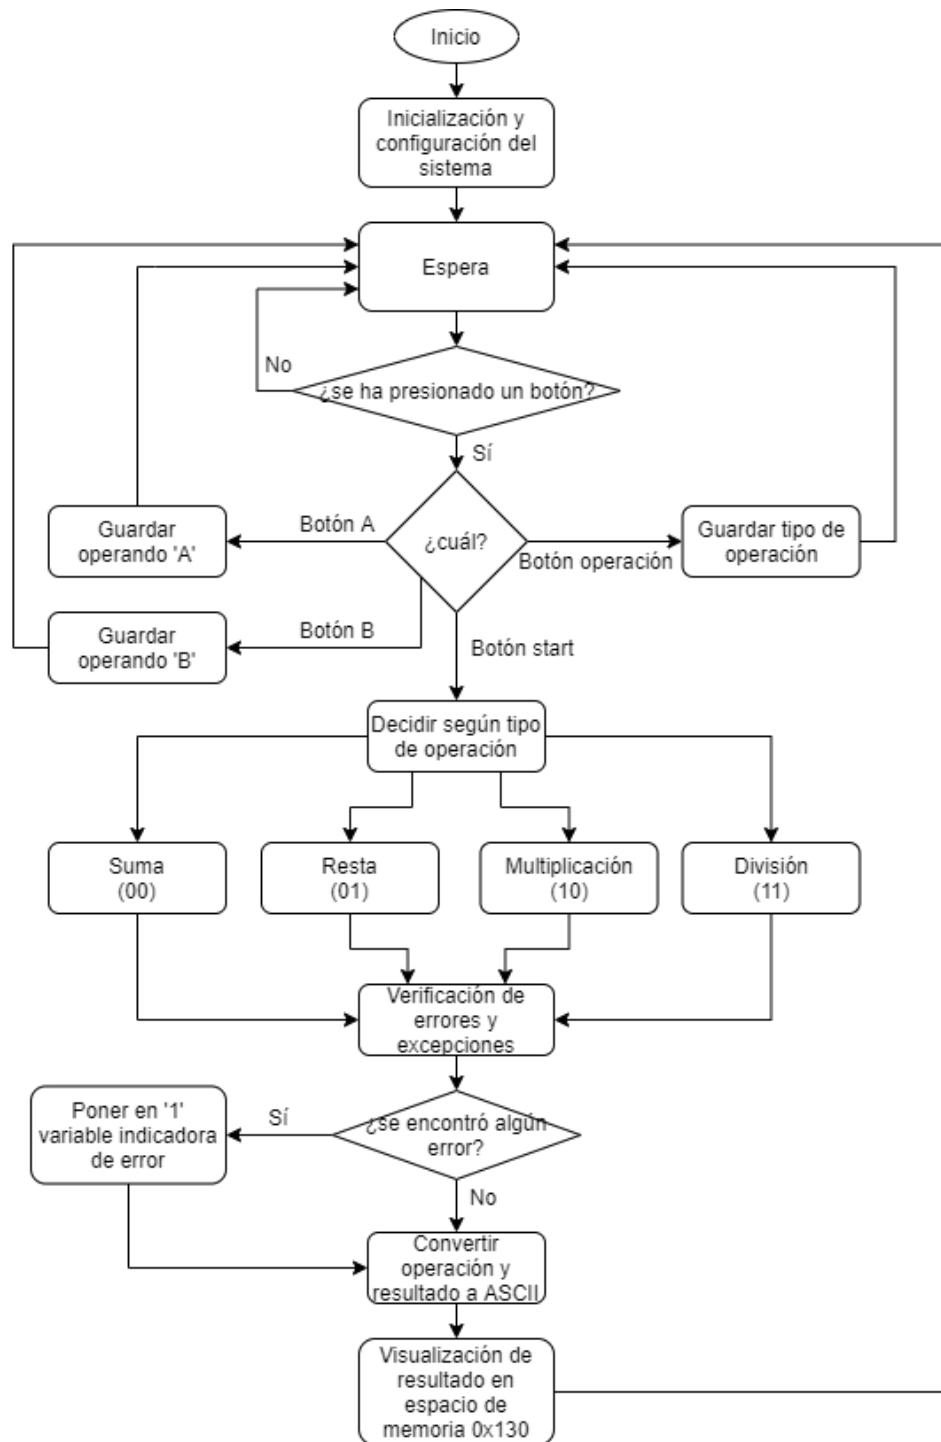 Inicio
Inicialización y
configuración del
sistema
Espera
No
¿se ha presionado un botón?
Sí
Guardar
operando 'A'
Botón A
¿cuál?
Botón operación
Guardar tipo de
operación
Guardar
operando 'B'
Botón B
Botón start
Decidir según tipo
de operación
Suma
(00)
Resta
(01)
Multiplicación
(10)
División
(11)
Verificación de
errores y
excepciones
Poner en '1'
variable indicadora
de error
Sí
¿se encontró algún
error?
No
Convertir
operación y
resultado a ASCII
Visualización de
resultado en
espacio de
memoria 0x130